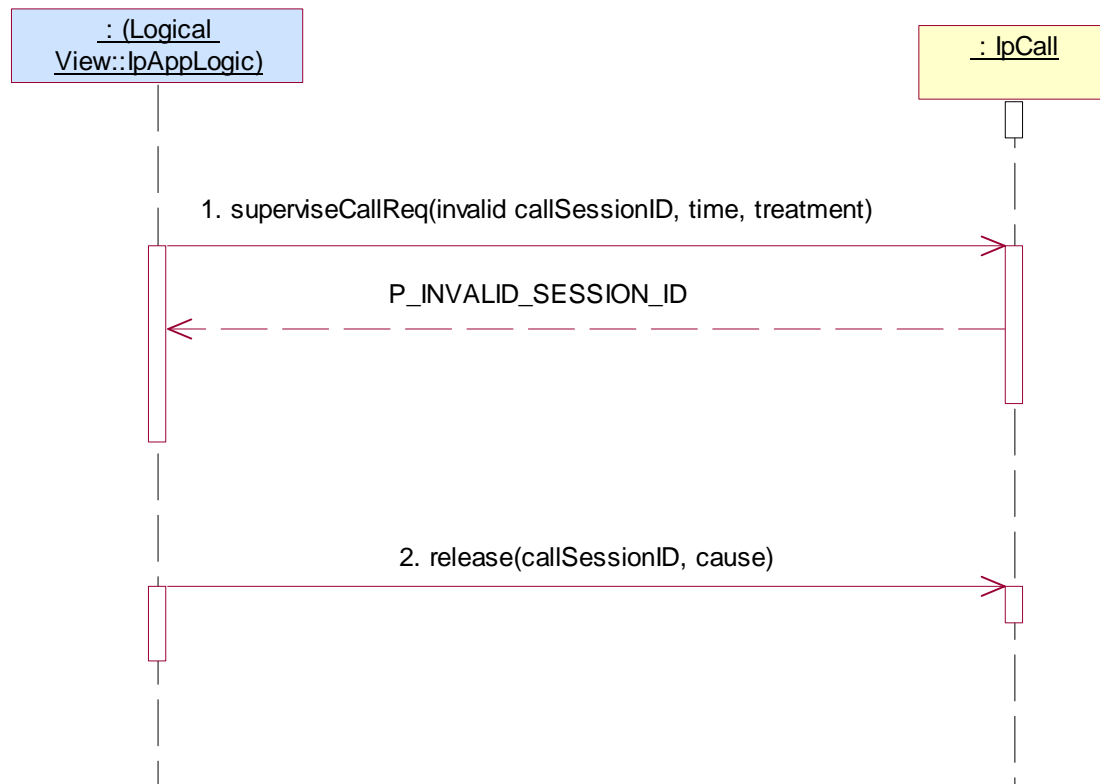 : (Logical
View::IpAppLogic)
: IpCall
1. superviseCallReq(invalid callSessionID, time, treatment)
P_INVALID_SESSION_ID
2. release(callSessionID, cause)